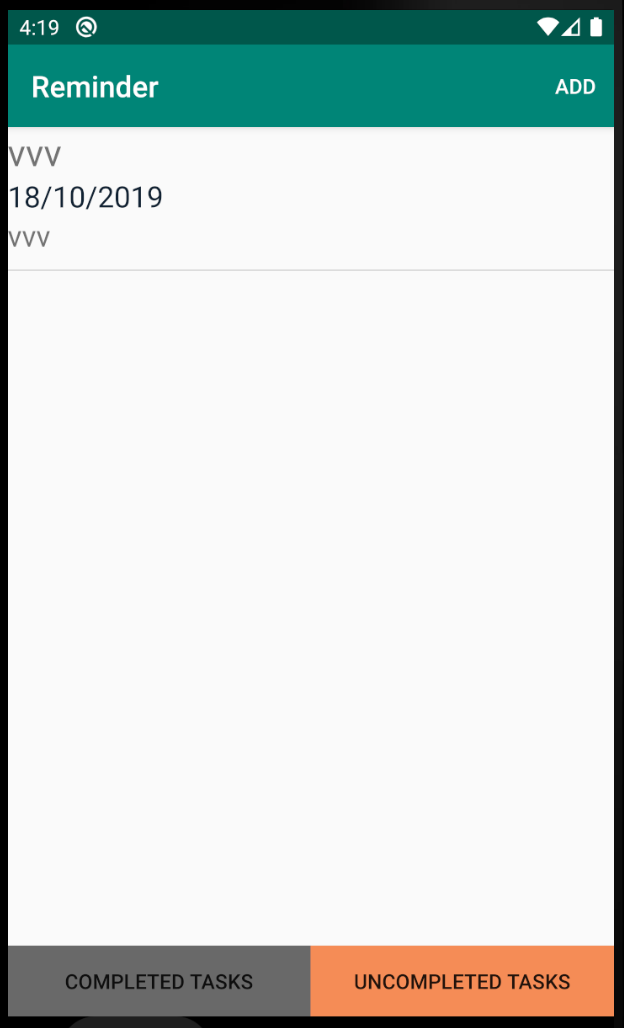 4:19
Reminder
ADD
VVV
18/10/2019
VVV
COMPLETED TASKS
UNCOMPLETED TASKS